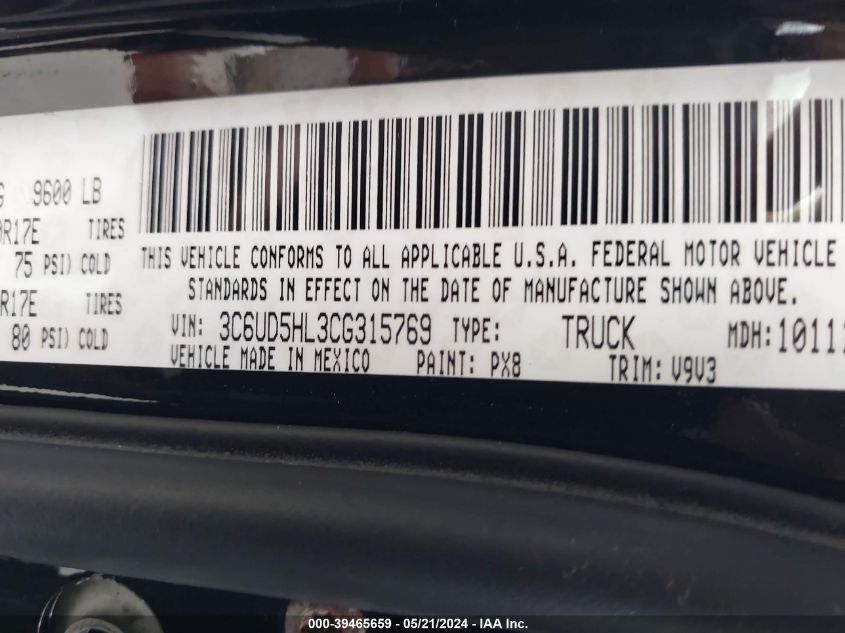 G 9600 LB
0R17E TIRES
75 PSI) COLD
R17E TIRES
80 PSI) COLD
THIS VEHICLE CONFORMS TO ALL APPLICABLE U.S.A. FEDERAL MOTOR VEHICLE
STANDARDS IN EFFECT ON THE DATE OF MANUFACTURE SHOWN ABOVE.
VIN: 3C6UD5HL3CG315769 TYPE: TRUCK MDH: 10111
VEHICLE MADE IN MEXICO PAINT: PX8 TRIM: V9V3
000-39465659 - 05/21/2024 - IAA Inc.